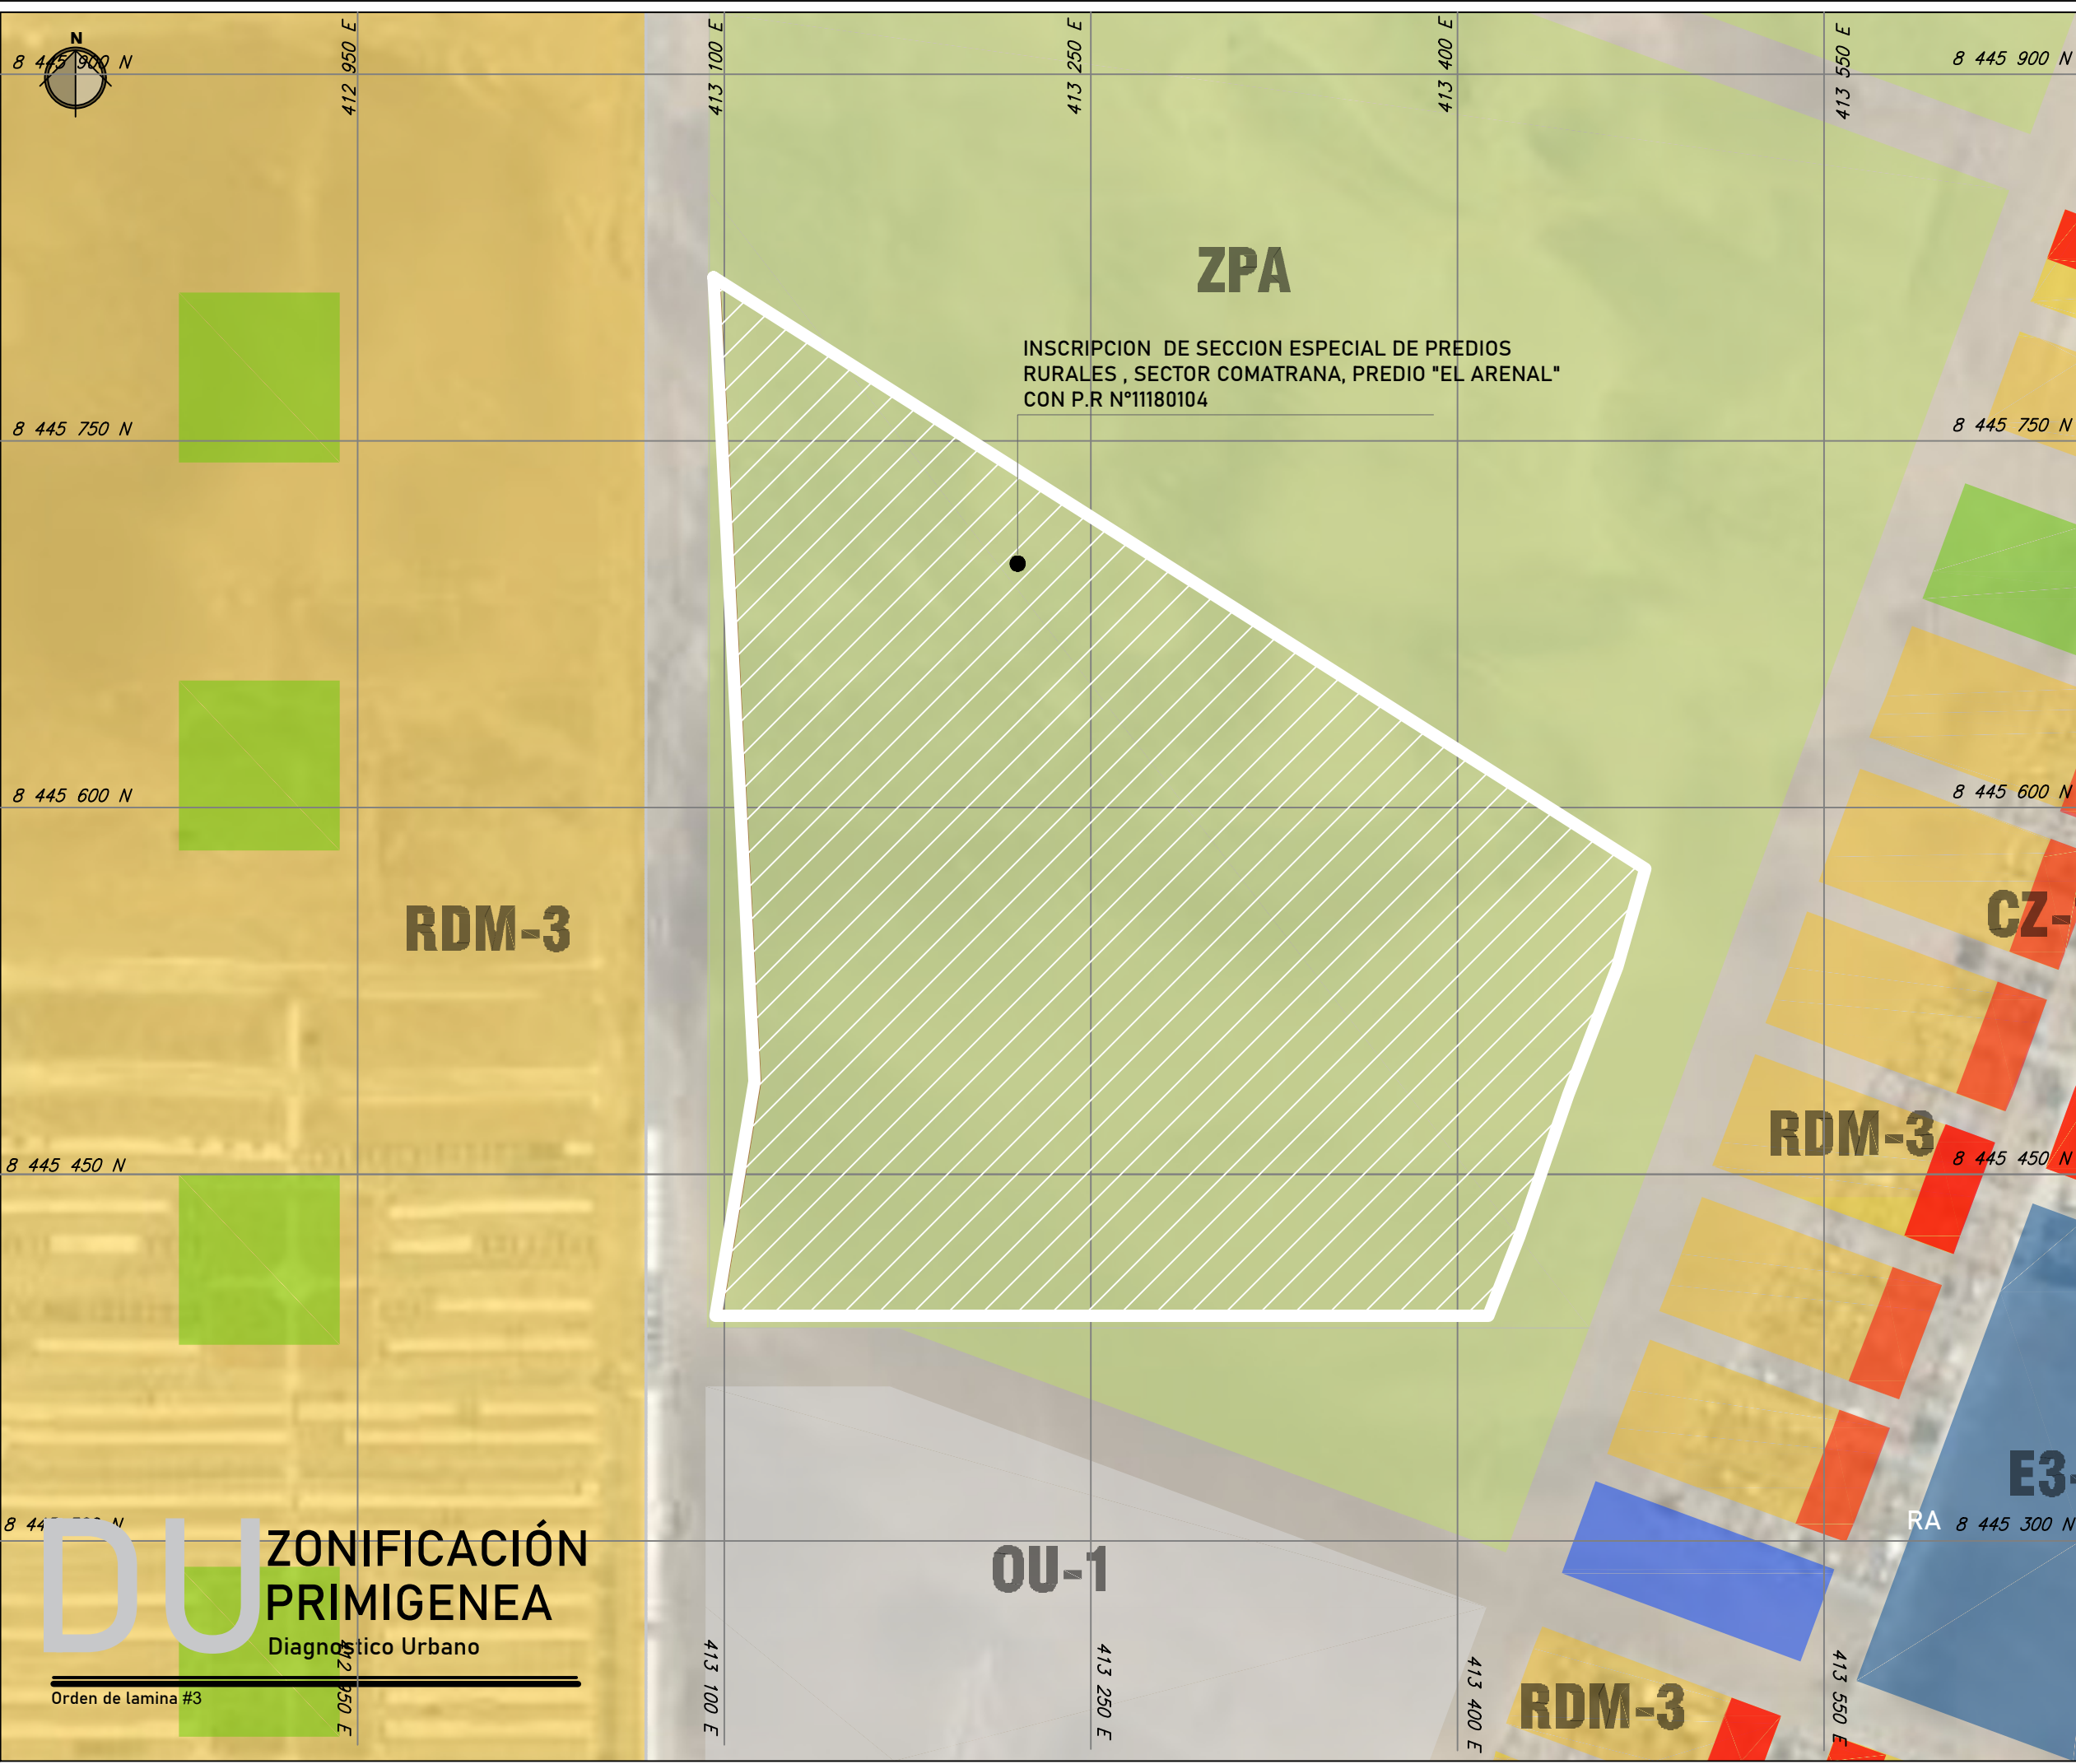 412 950 E
413 100 E
413 250 E
413 400 E
413 550 E
N
8 445 900 N
8 445 900 N
ZPA
INSCRIPCION DE SECCION ESPECIAL DE PREDIOS
RURALES , SECTOR COMATRANA, PREDIO "EL ARENAL"
CON P.R N°11180104
8 445 750 N
8 445 750 N
8 445 600 N
8 445 600 N
RDM-3
CZ-
RDM-3
8 445 450 N
8 445 450 N
E3-
RA
8 445 300 N
DU
ZONIFICACIÓN
PRIMIGENEA
Diagnostico Urbano
Orden de lamina #3
OU-1
RDM-3
412 950 E
413 100 E
413 250 E
413 400 E
413 550 E